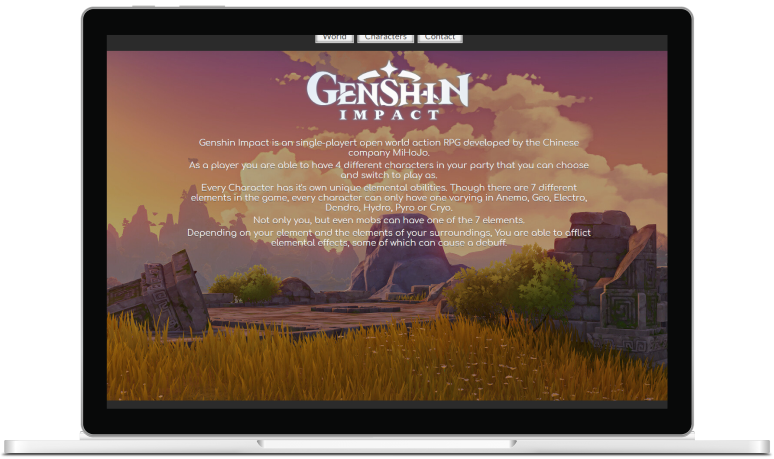 World Characters Contact
GENSHIN
IMPACT
Genshin Impact is an single-playert open world action RPG developed by the Chinese
company MiHoJo.
As a player you are able to have 4 different characters in your party that you can choose
and switch to play as.
Every Character has it's own unique elemental abilities. Though there are 7 different
elements in the game, every character can only have one varying in Anemo, Geo, Electro,
Dendro, Hydro, Pyro or Cryo.
Not only you, but even mobs can have one of the 7 elements.
Depending on your element and the elements of your surroundings, You are able to afflict
elemental effects, some of which can cause a debuff.